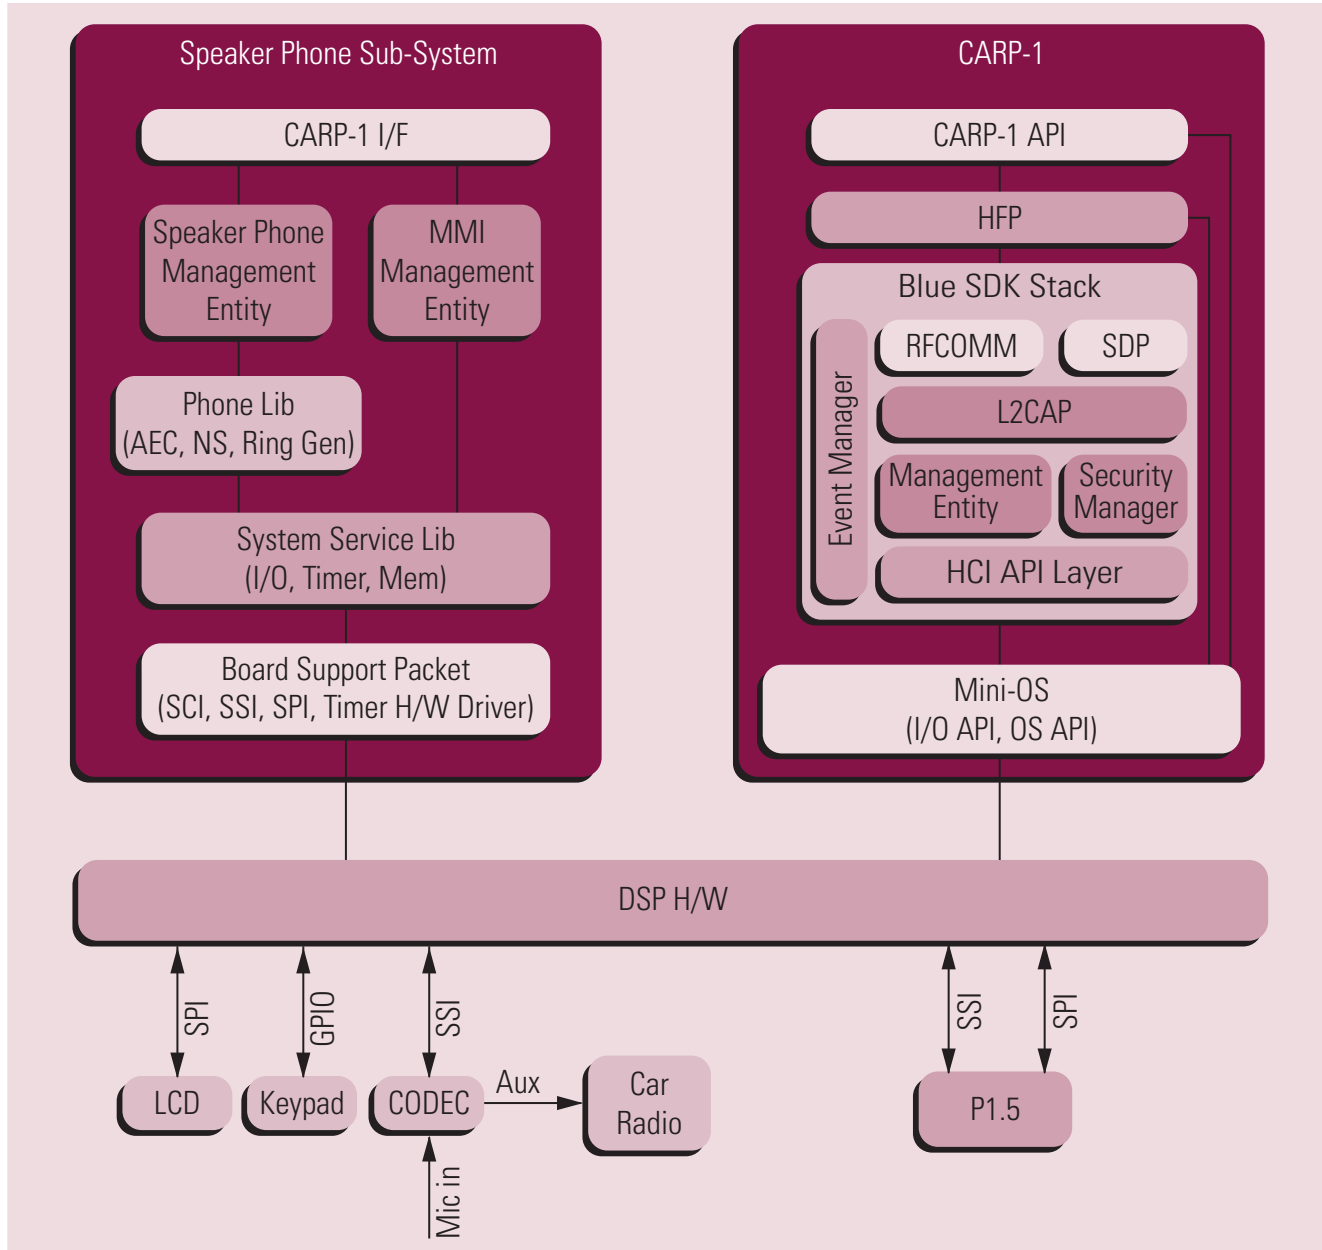 Speaker Phone Sub-System
CARP-1 I/F
Speaker Phone
Management
Entity
MMI
Management
Entity
Phone Lib
(AEC, NS, Ring Gen)
System Service Lib
(I/O, Timer, Mem)
Board Support Packet
(SCI, SSI, SPI, Timer H/W Driver)
CARP-1
CARP-1 API
HFP
Blue SDK Stack
Event Manager
RFCOMM
SDP
L2CAP
Management
Entity
Security
Manager
HCI API Layer
Mini-OS
(I/O API, OS API)
DSP H/W
SPI
GPIO
SSI
SSI
SPI
LCD
Keypad
CODEC
Aux
Car
Radio
P1.5
Mic in